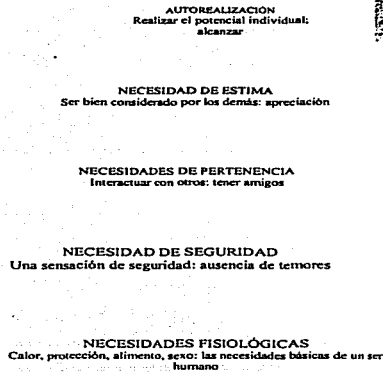 AUTOREALIZACIÓN
Realizar el potencial individual:
alcanzar
NECESIDAD DE ESTIMA
Ser bien considerado por los demás: apreciación
NECESIDADES DE PERTENENCIA
Interactuar con otros: tener amigos
NECESIDAD DE SEGURIDAD
Una sensación de seguridad: ausencia de temores
NECESIDADES FISIOLÓGICAS
Calor, protección, alimento, sexo: las necesidades básicas de un ser
humano